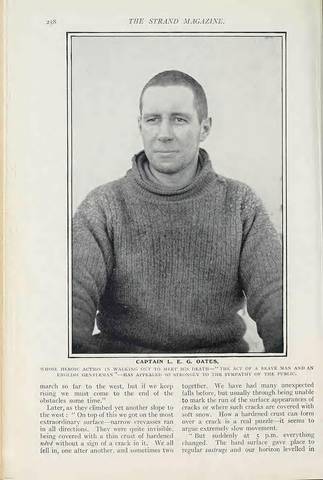 258
THE STRAND MAGAZINE.
CAPTAIN L. E. G. OATES,
WHOSE HEROIC ACTION IN WALKING OUT TO MEET HIS DEATH—"THE ACT OF A BRAVE MAN AND AN
ENGLISH GENTLEMAN"—HAS APPEALED SO STRONGLY TO THE SYMPATHY OF THE PUBLIC.
march so far to the west, but if we keep
rising we must come to the end of the
obstacles some time."
Later, as they climbed yet another slope to
the west: "On top of this we got on the most
extraordinary surface—narrow crevasses ran
in all directions. They were quite invisible,
being covered with a thin crust of hardened
névé without a sign of a crack in it. We all
fell in, one after another, and sometimes two
together. We have had many unexpected
falls before, but usually through being unable
to mark the run of the surface appearances of
cracks or where such cracks are covered with
soft snow. How a hardened crust can form
over a crack is a real puzzle—it seems to
argue extremely slow movement.
"But suddenly at 5 p.m. everything
changed. The hard surface gave place to
regular sastrugi and our horizon levelled in